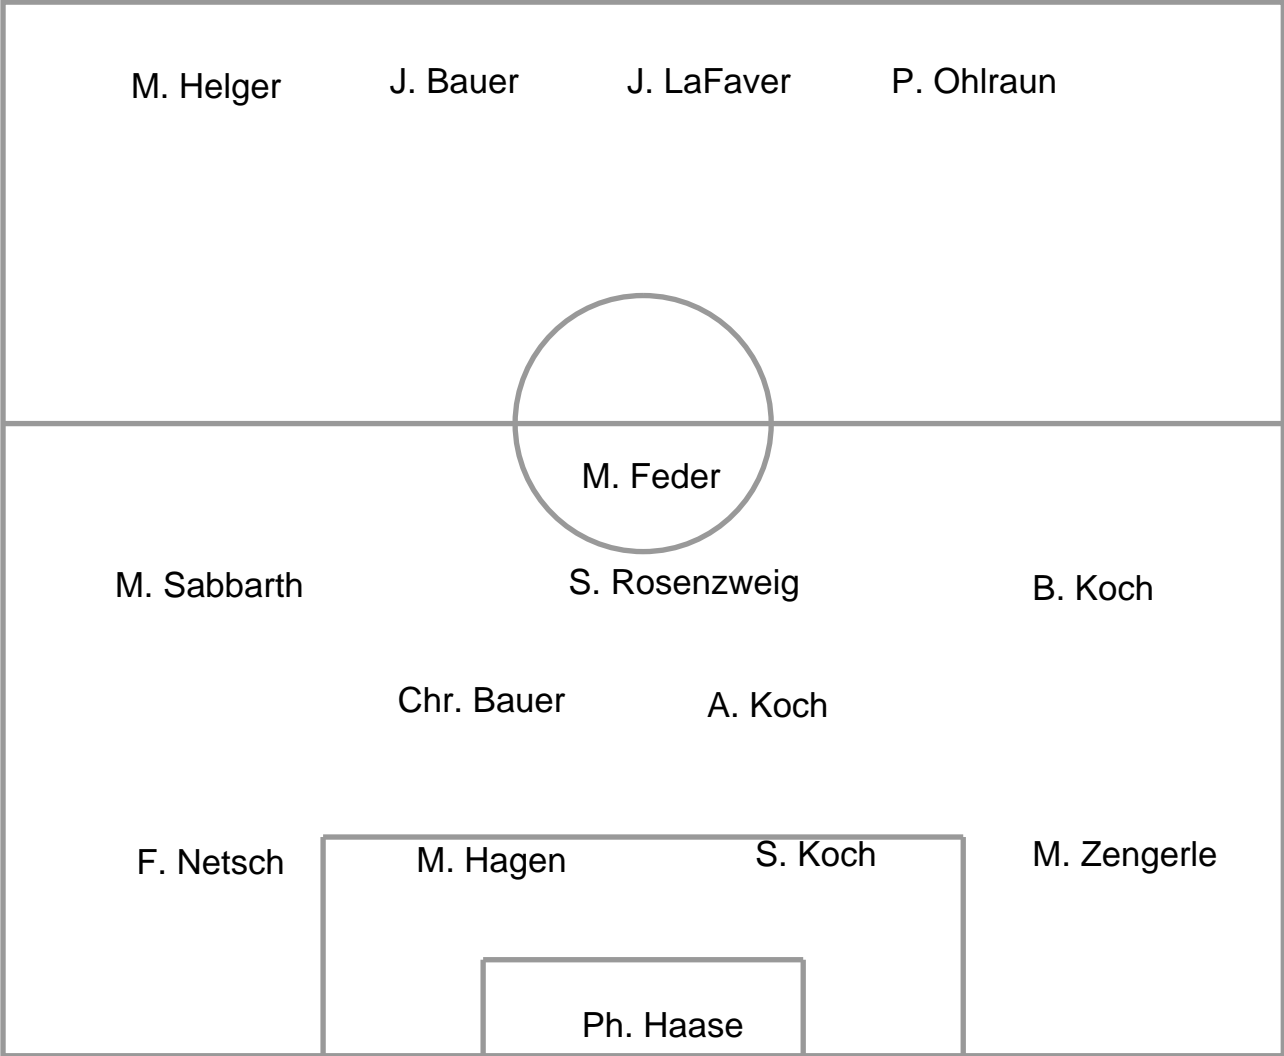 M. Helger J. Bauer J. LaFaver P. Ohlraun
M. Feder
M. Sabbarth S. Rosenzweig B. Koch
Chr. Bauer A. Koch
F. Netsch M. Hagen S. Koch M. Zengerle
Ph. Haase